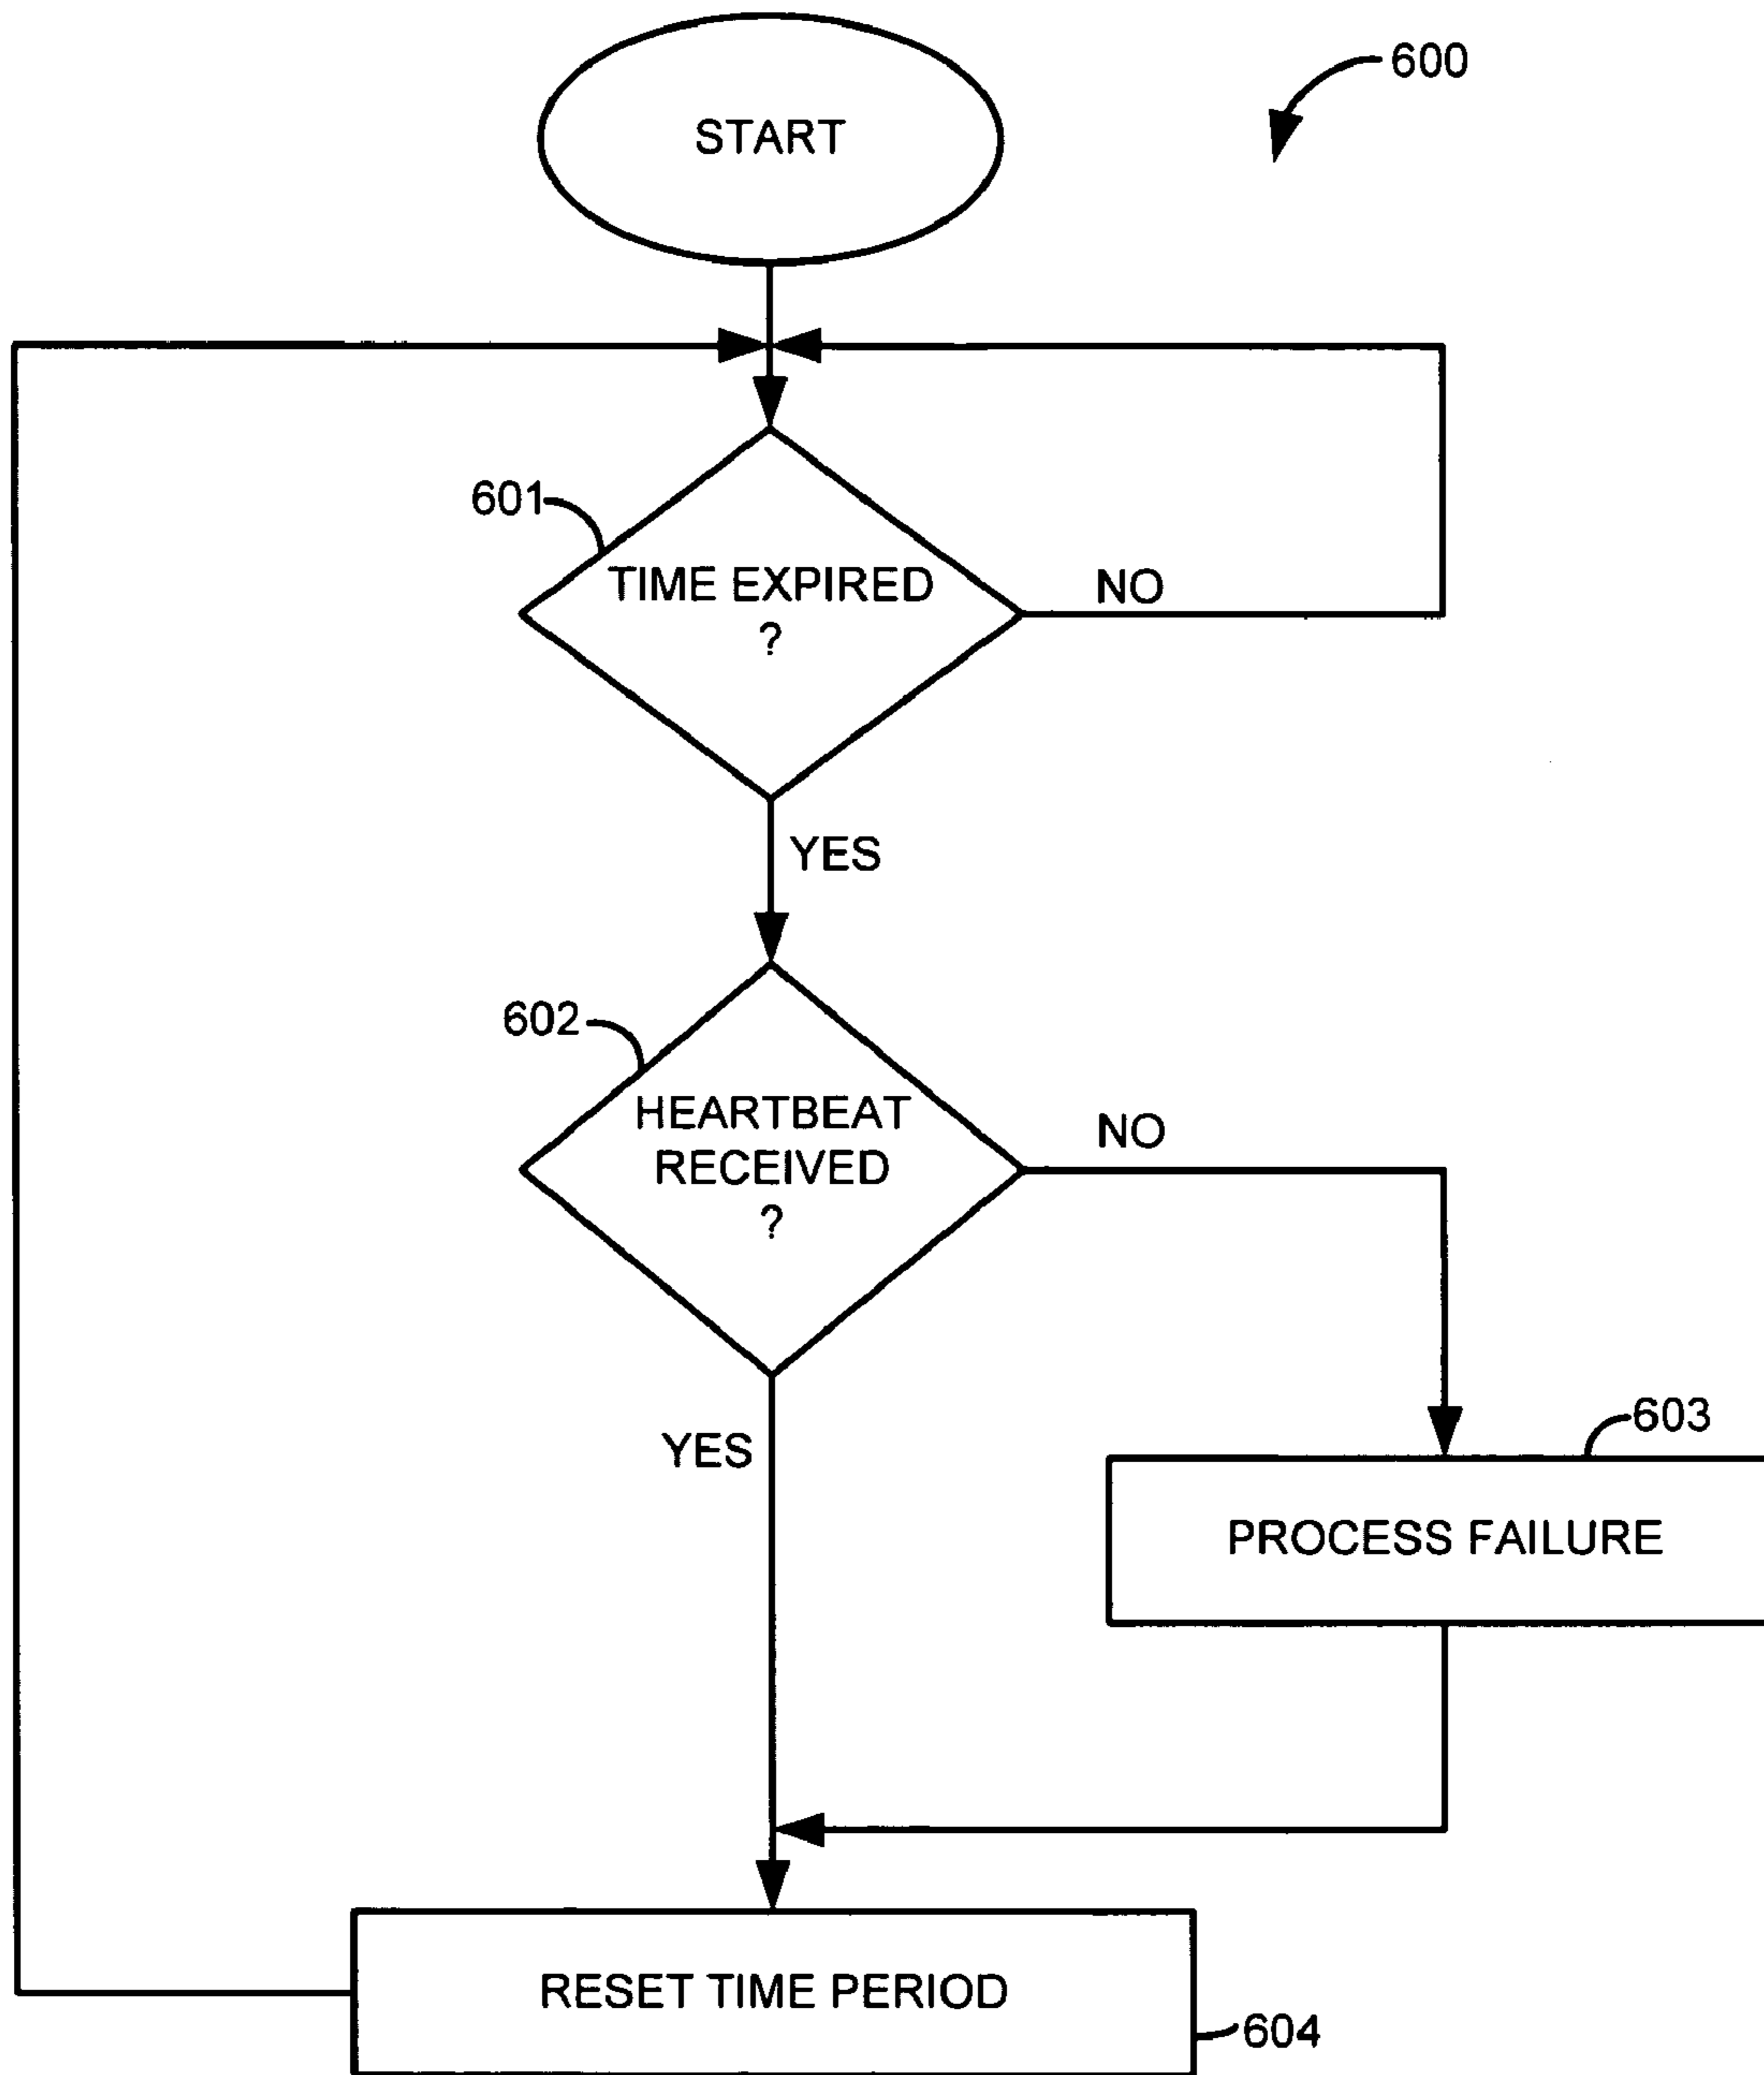 START
600
601
TIME EXPIRED
?
NO
YES
602
HEARTBEAT
RECEIVED
?
NO
YES
603
PROCESS FAILURE
RESET TIME PERIOD
604